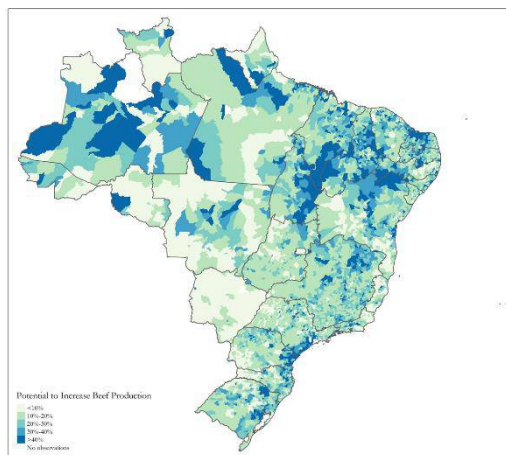 Potential to Increase Beef Production
<10%
10%-20%
20%-30%
30%-40%
>40%
No observations